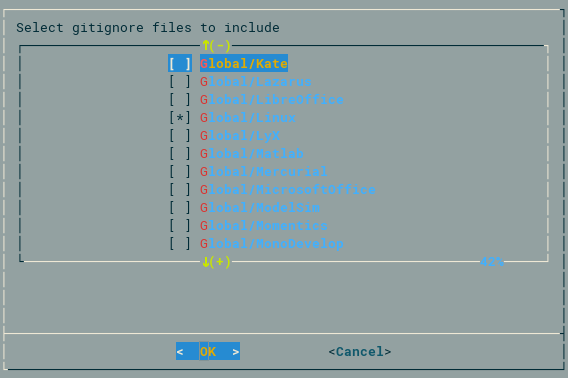 Select gitignore files to include
↑(-)
[ ] Global/Kate
[ ] Global/Lazarus
[ ] Global/LibreOffice
[*] Global/Linux
[ ] Global/LyX
[ ] Global/Matlab
[ ] Global/Mercurial
[ ] Global/MicrosoftOffice
[ ] Global/ModelSim
[ ] Global/Momentics
[ ] Global/MonoDevelop
↓(+)
< OK > <Cancel>